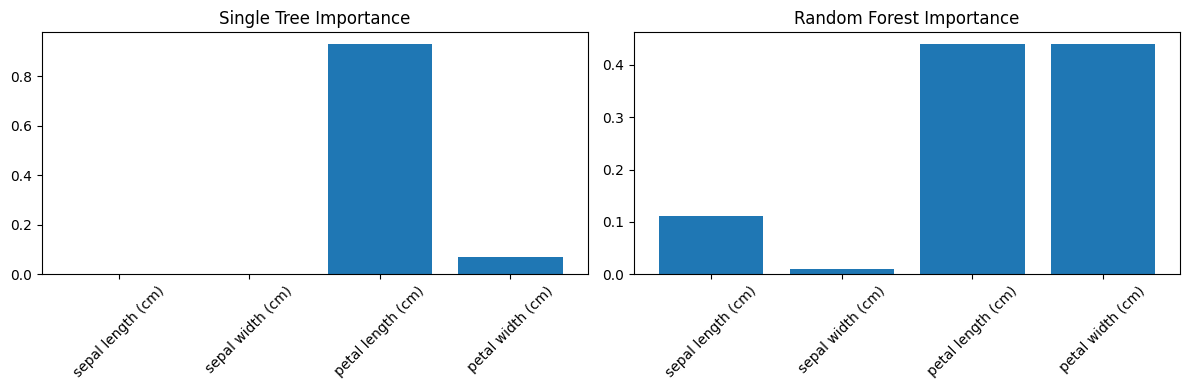 Single Tree Importance
0.8
0.6
0.4
0.2
0.0
sepal length (cm)
sepal width (cm)
petal length (cm)
petal width (cm)
Random Forest Importance
0.4
0.3
0.2
0.1
0.0
sepal length (cm)
sepal width (cm)
petal length (cm)
petal width (cm)